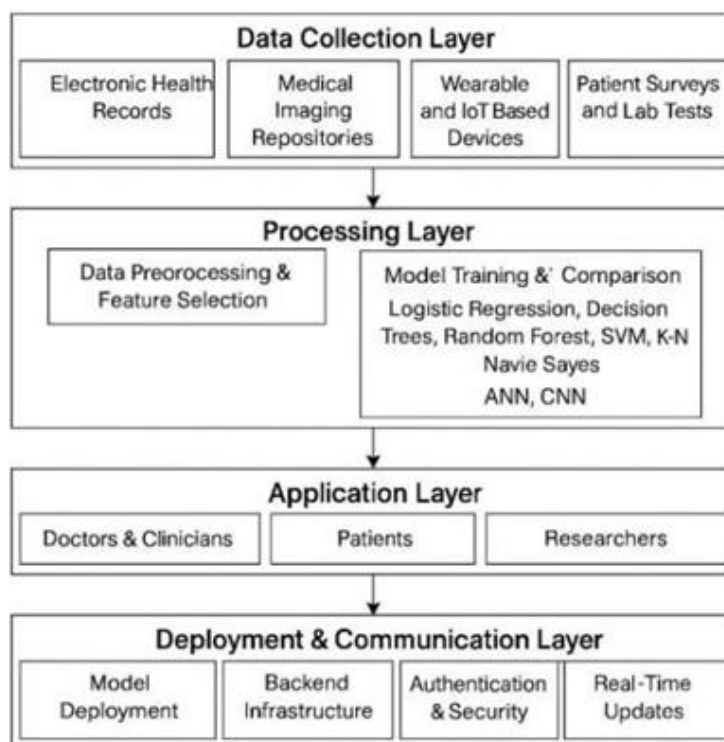 Data Collection Layer
Electronic Health
Records
Medical
Imaging
Repositories
Wearable
and IoT Based
Devices
Patient Surveys
and Lab Tests
Processing Layer
Data Preorocessing &
Feature Selection
Model Training &' Comparison
Logistic Regression, Decision
Trees, Random Forest, SVM, K-N
Navie Sayes
ANN, CNN
Application Layer
Doctors & Clinicians
Patients
Researchers
Deployment & Communication Layer
Model
Deployment
Backend
Infrastructure
Authentication
& Security
Real-Time
Updates